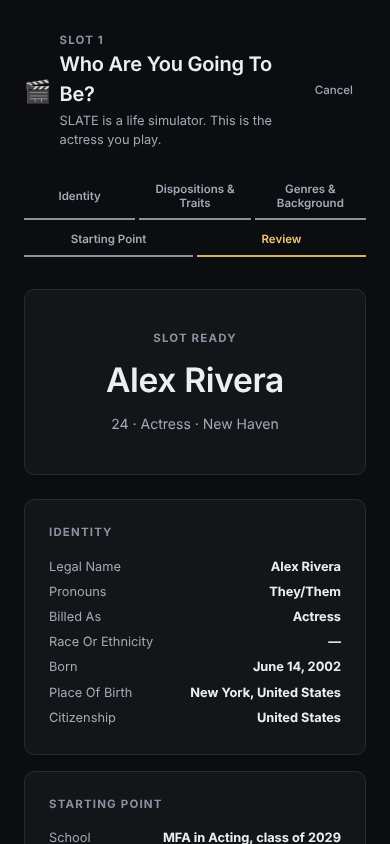 SLOT 1
Who Are You Going To
Be?
SLATE is a life simulator. This is the
actress you play.
Cancel
Identity
Dispositions &
Traits
Genres &
Background
Starting Point
Review
SLOT READY
Alex Rivera
24 · Actress · New Haven
IDENTITY
Legal Name Alex Rivera
Pronouns They/Them
Billed As Actress
Race Or Ethnicity —
Born June 14, 2002
Place Of Birth New York, United States
Citizenship United States
STARTING POINT
School MFA in Acting, class of 2029